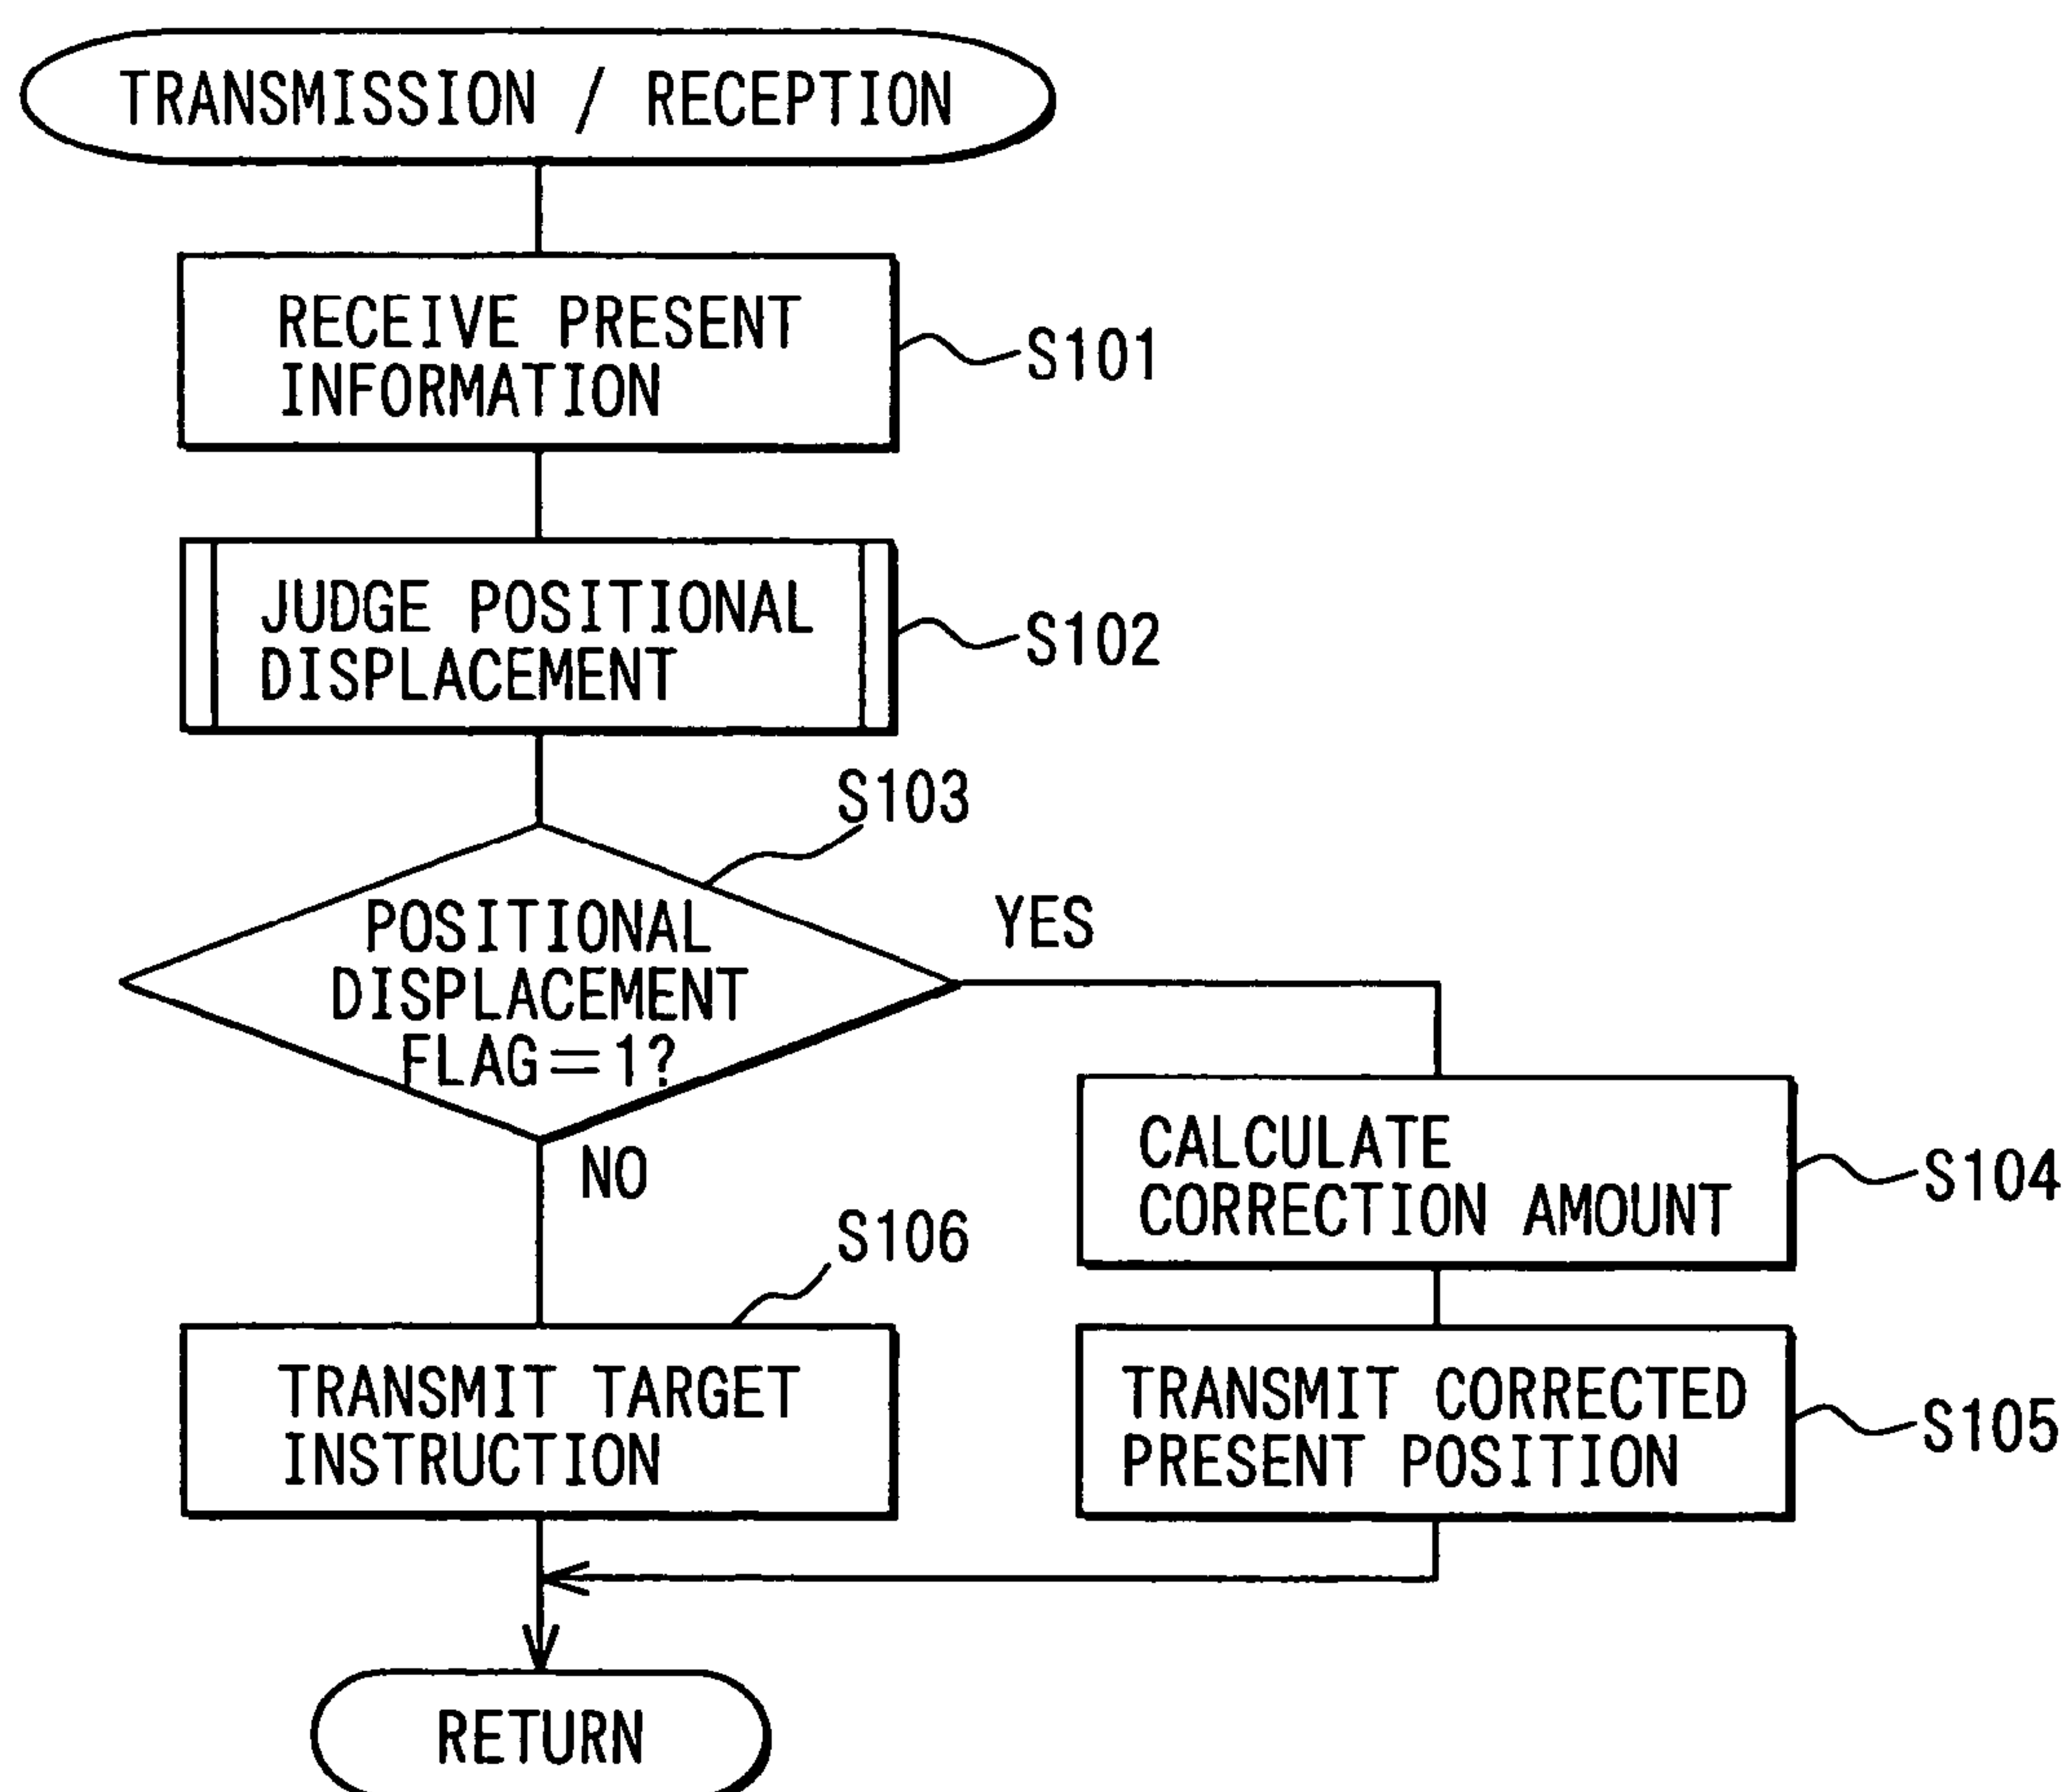 TRANSMISSION / RECEPTION
RECEIVE PRESENT
INFORMATION
S101
JUDGE POSITIONAL
DISPLACEMENT
S102
S103
POSITIONAL
DISPLACEMENT
FLAG=1?
YES
NO
CALCULATE
CORRECTION AMOUNT
S104
S106
TRANSMIT TARGET
INSTRUCTION
TRANSMIT CORRECTED
PRESENT POSITION
S105
RETURN